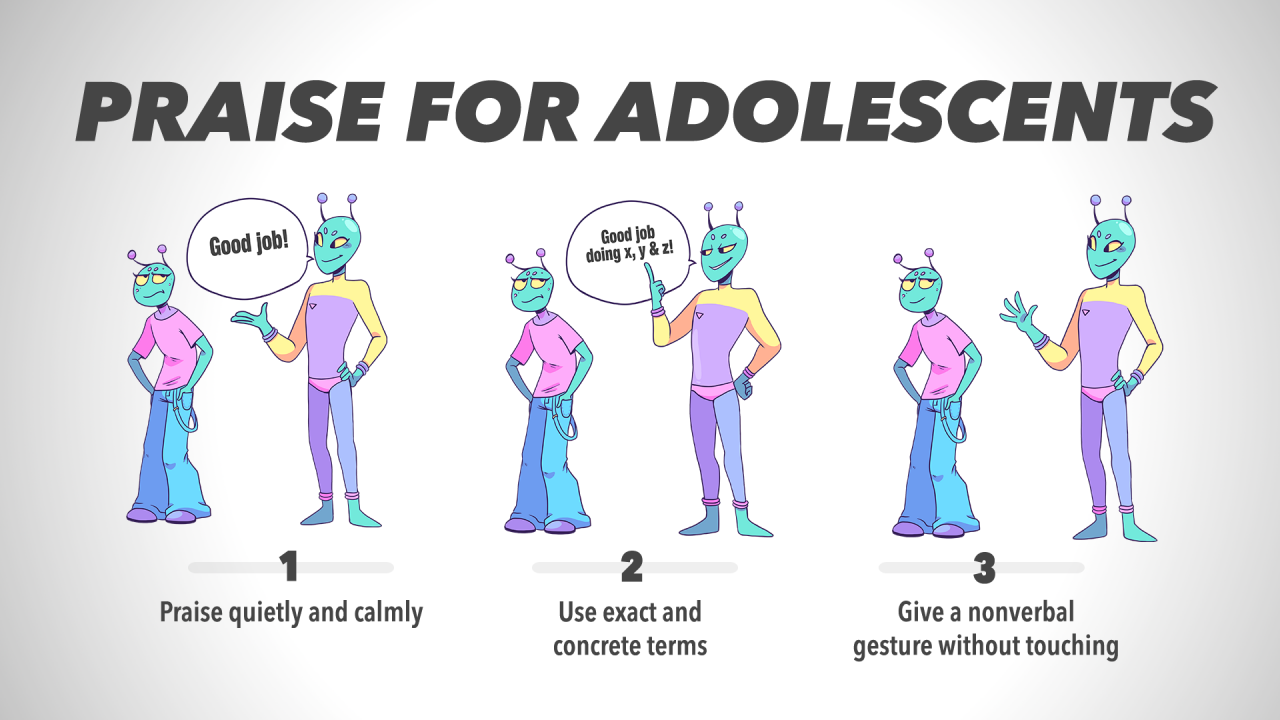 PRAISE FOR ADOLESCENTS
Good job!
Good job
doing x, y & z!
1
Praise quietly and calmly
2
Use exact and
concrete terms
3
Give a nonverbal
gesture without touching